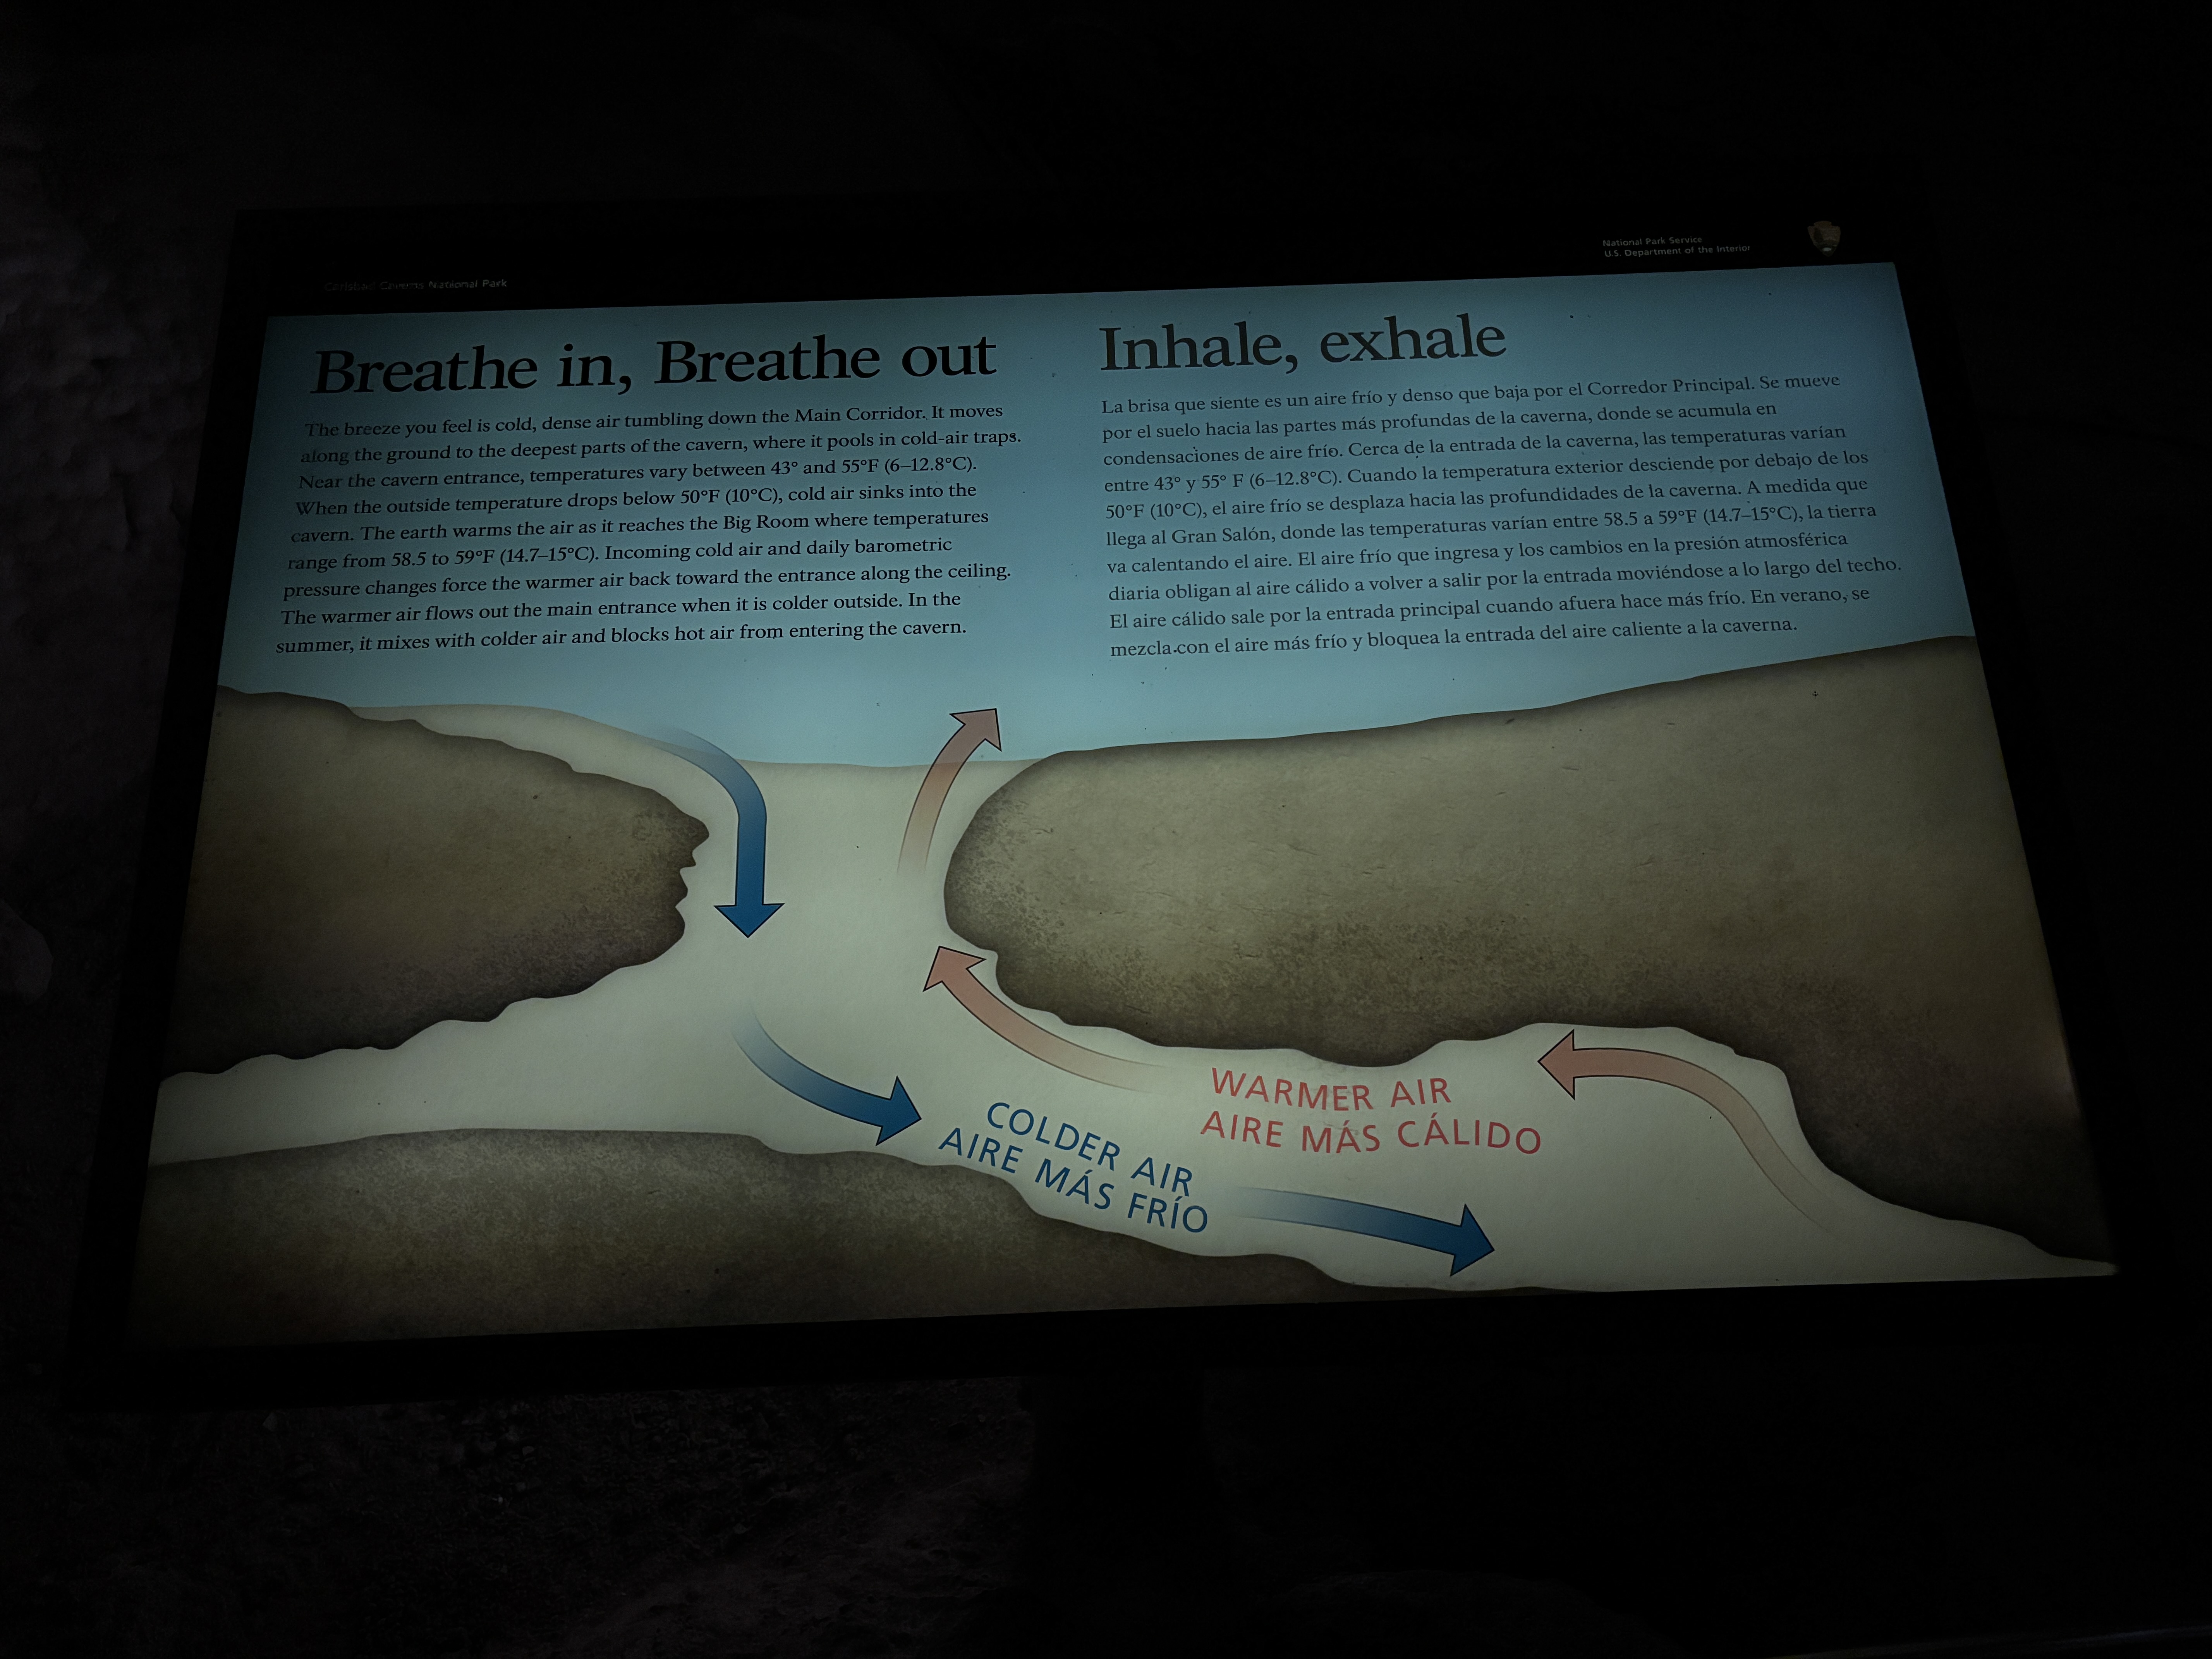 Carlsbad Caverns National Park
National Park Service
U.S. Department of the Interior
Breathe in, Breathe out
The breeze you feel is cold, dense air tumbling down the Main Corridor. It moves
along the ground to the deepest parts of the cavern, where it pools in cold-air traps.
Near the cavern entrance, temperatures vary between 43° and 55°F (6–12.8°C).
When the outside temperature drops below 50°F (10°C), cold air sinks into the
cavern. The earth warms the air as it reaches the Big Room where temperatures
range from 58.5 to 59°F (14.7–15°C). Incoming cold air and daily barometric
pressure changes force the warmer air back toward the entrance along the ceiling.
The warmer air flows out the main entrance when it is colder outside. In the
summer, it mixes with colder air and blocks hot air from entering the cavern.
Inhale, exhale
La brisa que siente es un aire frío y denso que baja por el Corredor Principal. Se mueve
por el suelo hacia las partes más profundas de la caverna, donde se acumula en
condensaciones de aire frío. Cerca de la entrada de la caverna, las temperaturas varían
entre 43° y 55° F (6–12.8°C). Cuando la temperatura exterior desciende por debajo de los
50°F (10°C), el aire frío se desplaza hacia las profundidades de la caverna. A medida que
llega al Gran Salón, donde las temperaturas varían entre 58.5 a 59°F (14.7–15°C), la tierra
va calentando el aire. El aire frío que ingresa y los cambios en la presión atmosférica
diaria obligan al aire cálido a volver a salir por la entrada moviéndose a lo largo del techo.
El aire cálido sale por la entrada principal cuando afuera hace más frío. En verano, se
mezcla con el aire más frío y bloquea la entrada del aire caliente a la caverna.
WARMER AIR
AIRE MÁS CÁLIDO
COLDER AIR
AIRE MÁS FRÍO